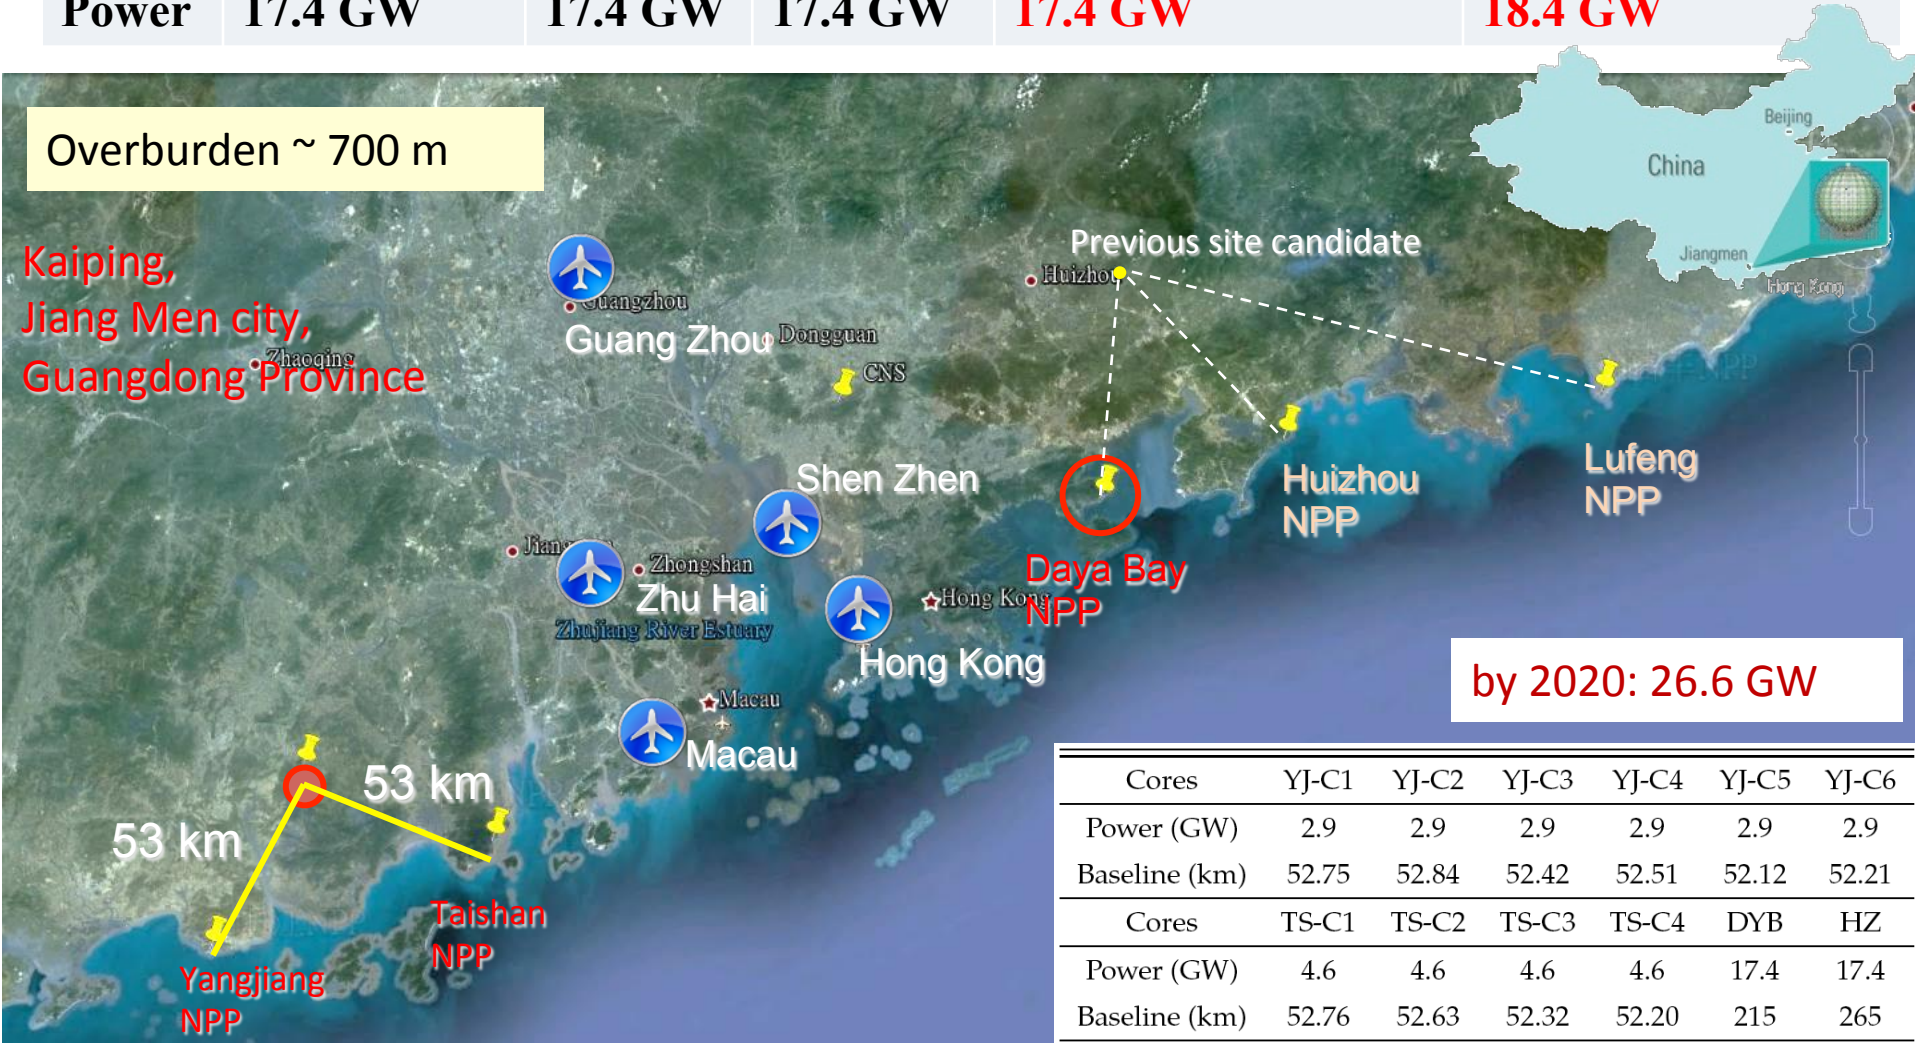 Power 17.4 GW 17.4 GW 17.4 GW 17.4 GW 18.4 GW
Overburden ~ 700 m
Beijing
China
Jiangmen
Hong Kong
Kaiping,
Jiang Men city,
Guangdong Province
Zhaoqing
Guangzhou
Guang Zhou
Dongguan
CNS
Previous site candidate
Huizhou
Shen Zhen
Huizhou
NPP
Lufeng
NPP
Daya Bay
NPP
Zhongshan
Zhu Hai
Zhujiang River Estuary
Hong Kong
Hong Kong
Macau
Macau
53 km
53 km
Taishan
NPP
Yangjiang
NPP
by 2020: 26.6 GW
Cores YJ-C1 YJ-C2 YJ-C3 YJ-C4 YJ-C5 YJ-C6
Power (GW) 2.9 2.9 2.9 2.9 2.9 2.9
Baseline (km) 52.75 52.84 52.42 52.51 52.12 52.21
Cores TS-C1 TS-C2 TS-C3 TS-C4 DYB HZ
Power (GW) 4.6 4.6 4.6 4.6 17.4 17.4
Baseline (km) 52.76 52.63 52.32 52.20 215 265